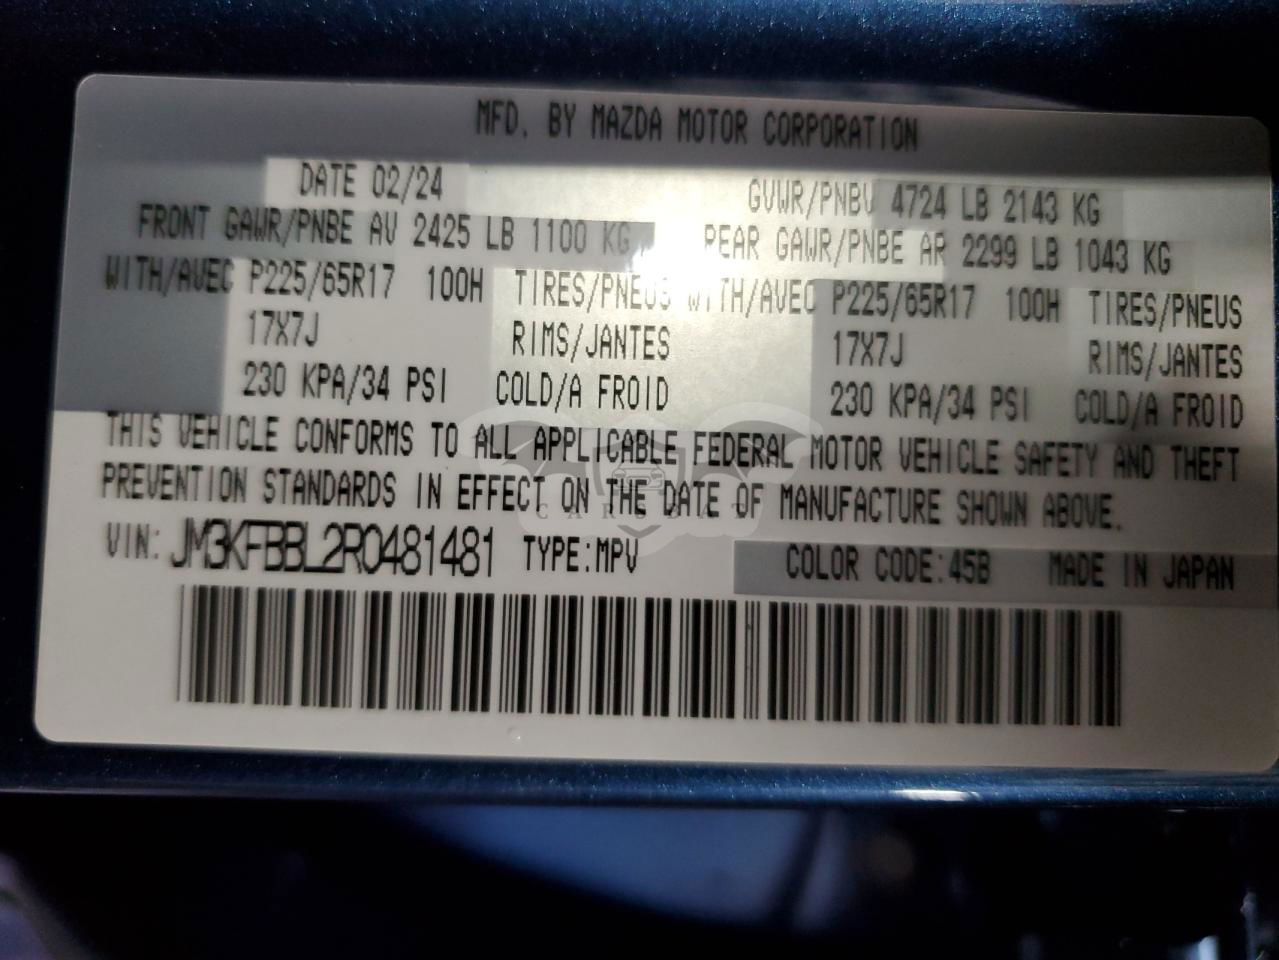 MFD. BY MAZDA MOTOR CORPORATION
DATE 02/24 GVWR/PNBV 4724 LB 2143 KG
FRONT GAWR/PNBE AV 2425 LB 1100 KG REAR GAWR/PNBE AR 2299 LB 1043 KG
WITH/AVEC P225/65R17 100H TIRES/PNEUS WITH/AVEC P225/65R17 100H TIRES/PNEUS
17X7J RIMS/JANTES 17X7J RIMS/JANTES
230 KPA/34 PSI COLD/A FROID 230 KPA/34 PSI COLD/A FROID
THIS VEHICLE CONFORMS TO ALL APPLICABLE FEDERAL MOTOR VEHICLE SAFETY AND THEFT
PREVENTION STANDARDS IN EFFECT ON THE DATE OF MANUFACTURE SHOWN ABOVE.
CARSBAT
VIN: JM3KFBBL2R0481481 TYPE:MPV COLOR CODE:45B MADE IN JAPAN